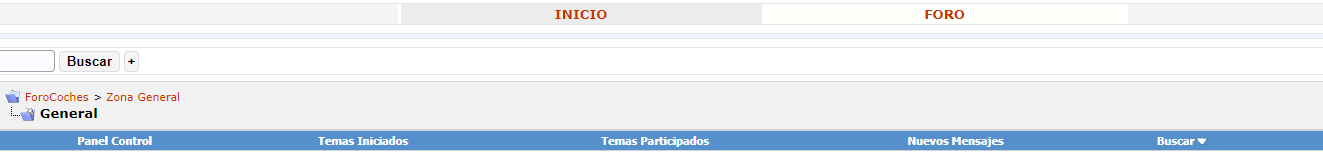 INICIO FORO
Buscar +
ForoCoches > Zona General
General
Panel Control Temas Iniciados Temas Participados Nuevos Mensajes Buscar